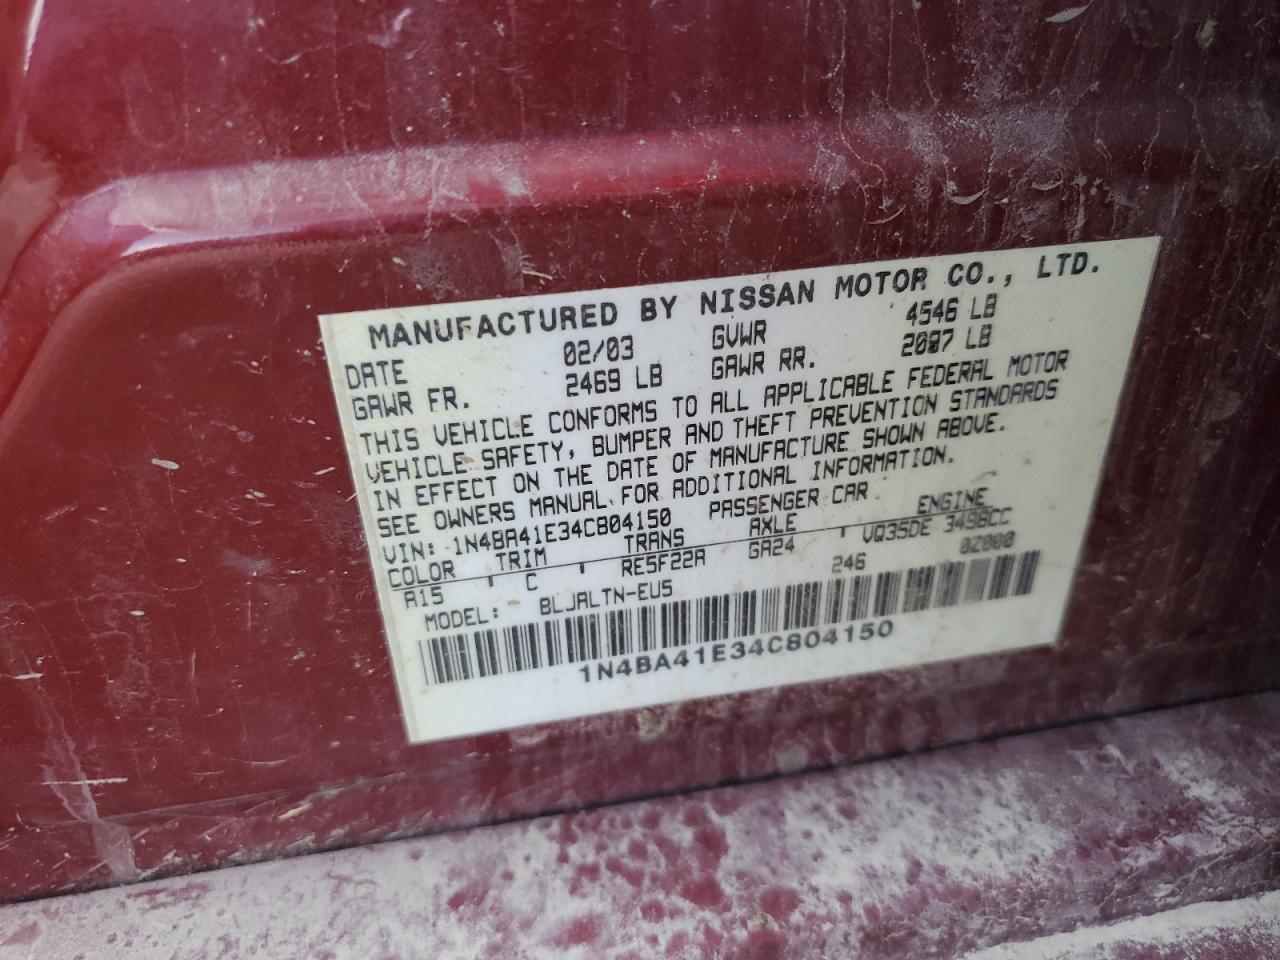 MANUFACTURED BY NISSAN MOTOR CO., LTD.
DATE 02/03 GVWR 4546 LB
GAWR FR. 2469 LB GAWR RR. 2087 LB
THIS VEHICLE CONFORMS TO ALL APPLICABLE FEDERAL MOTOR
VEHICLE SAFETY, BUMPER AND THEFT PREVENTION STANDARDS
IN EFFECT ON THE DATE OF MANUFACTURE SHOWN ABOVE.
SEE OWNERS MANUAL FOR ADDITIONAL INFORMATION.
VIN: 1N4BA41E34C804150 PASSENGER CAR
COLOR TRIM TRANS AXLE ENGINE
A15 C RE5F22A GA24 VQ35DE 3498CC
MODEL: BLJALTN-EU5 246 0Z000
1N4BA41E34C804150